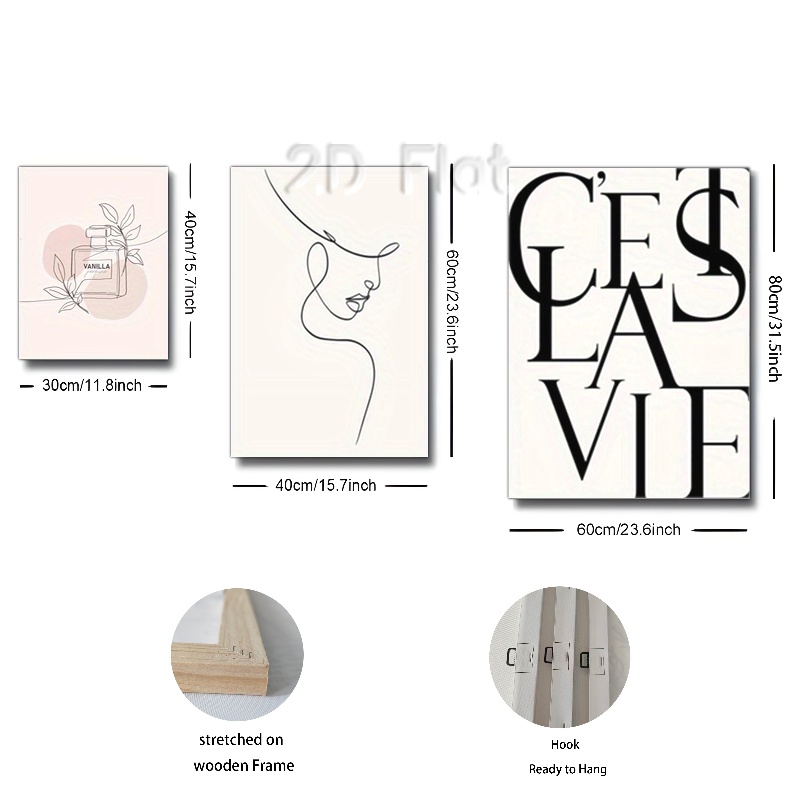 2D Flat
VANILLA
40cm/15.7inch
30cm/11.8inch
60cm/23.6inch
40cm/15.7inch
C'EST
LA
VIE
80cm/31.5inch
60cm/23.6inch
stretched on
wooden Frame
Hook
Ready to Hang